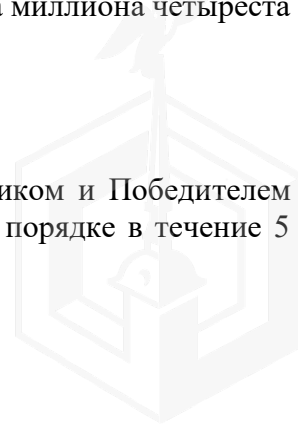 миллиона четыреста
иком и Победителем
порядке в течение 5